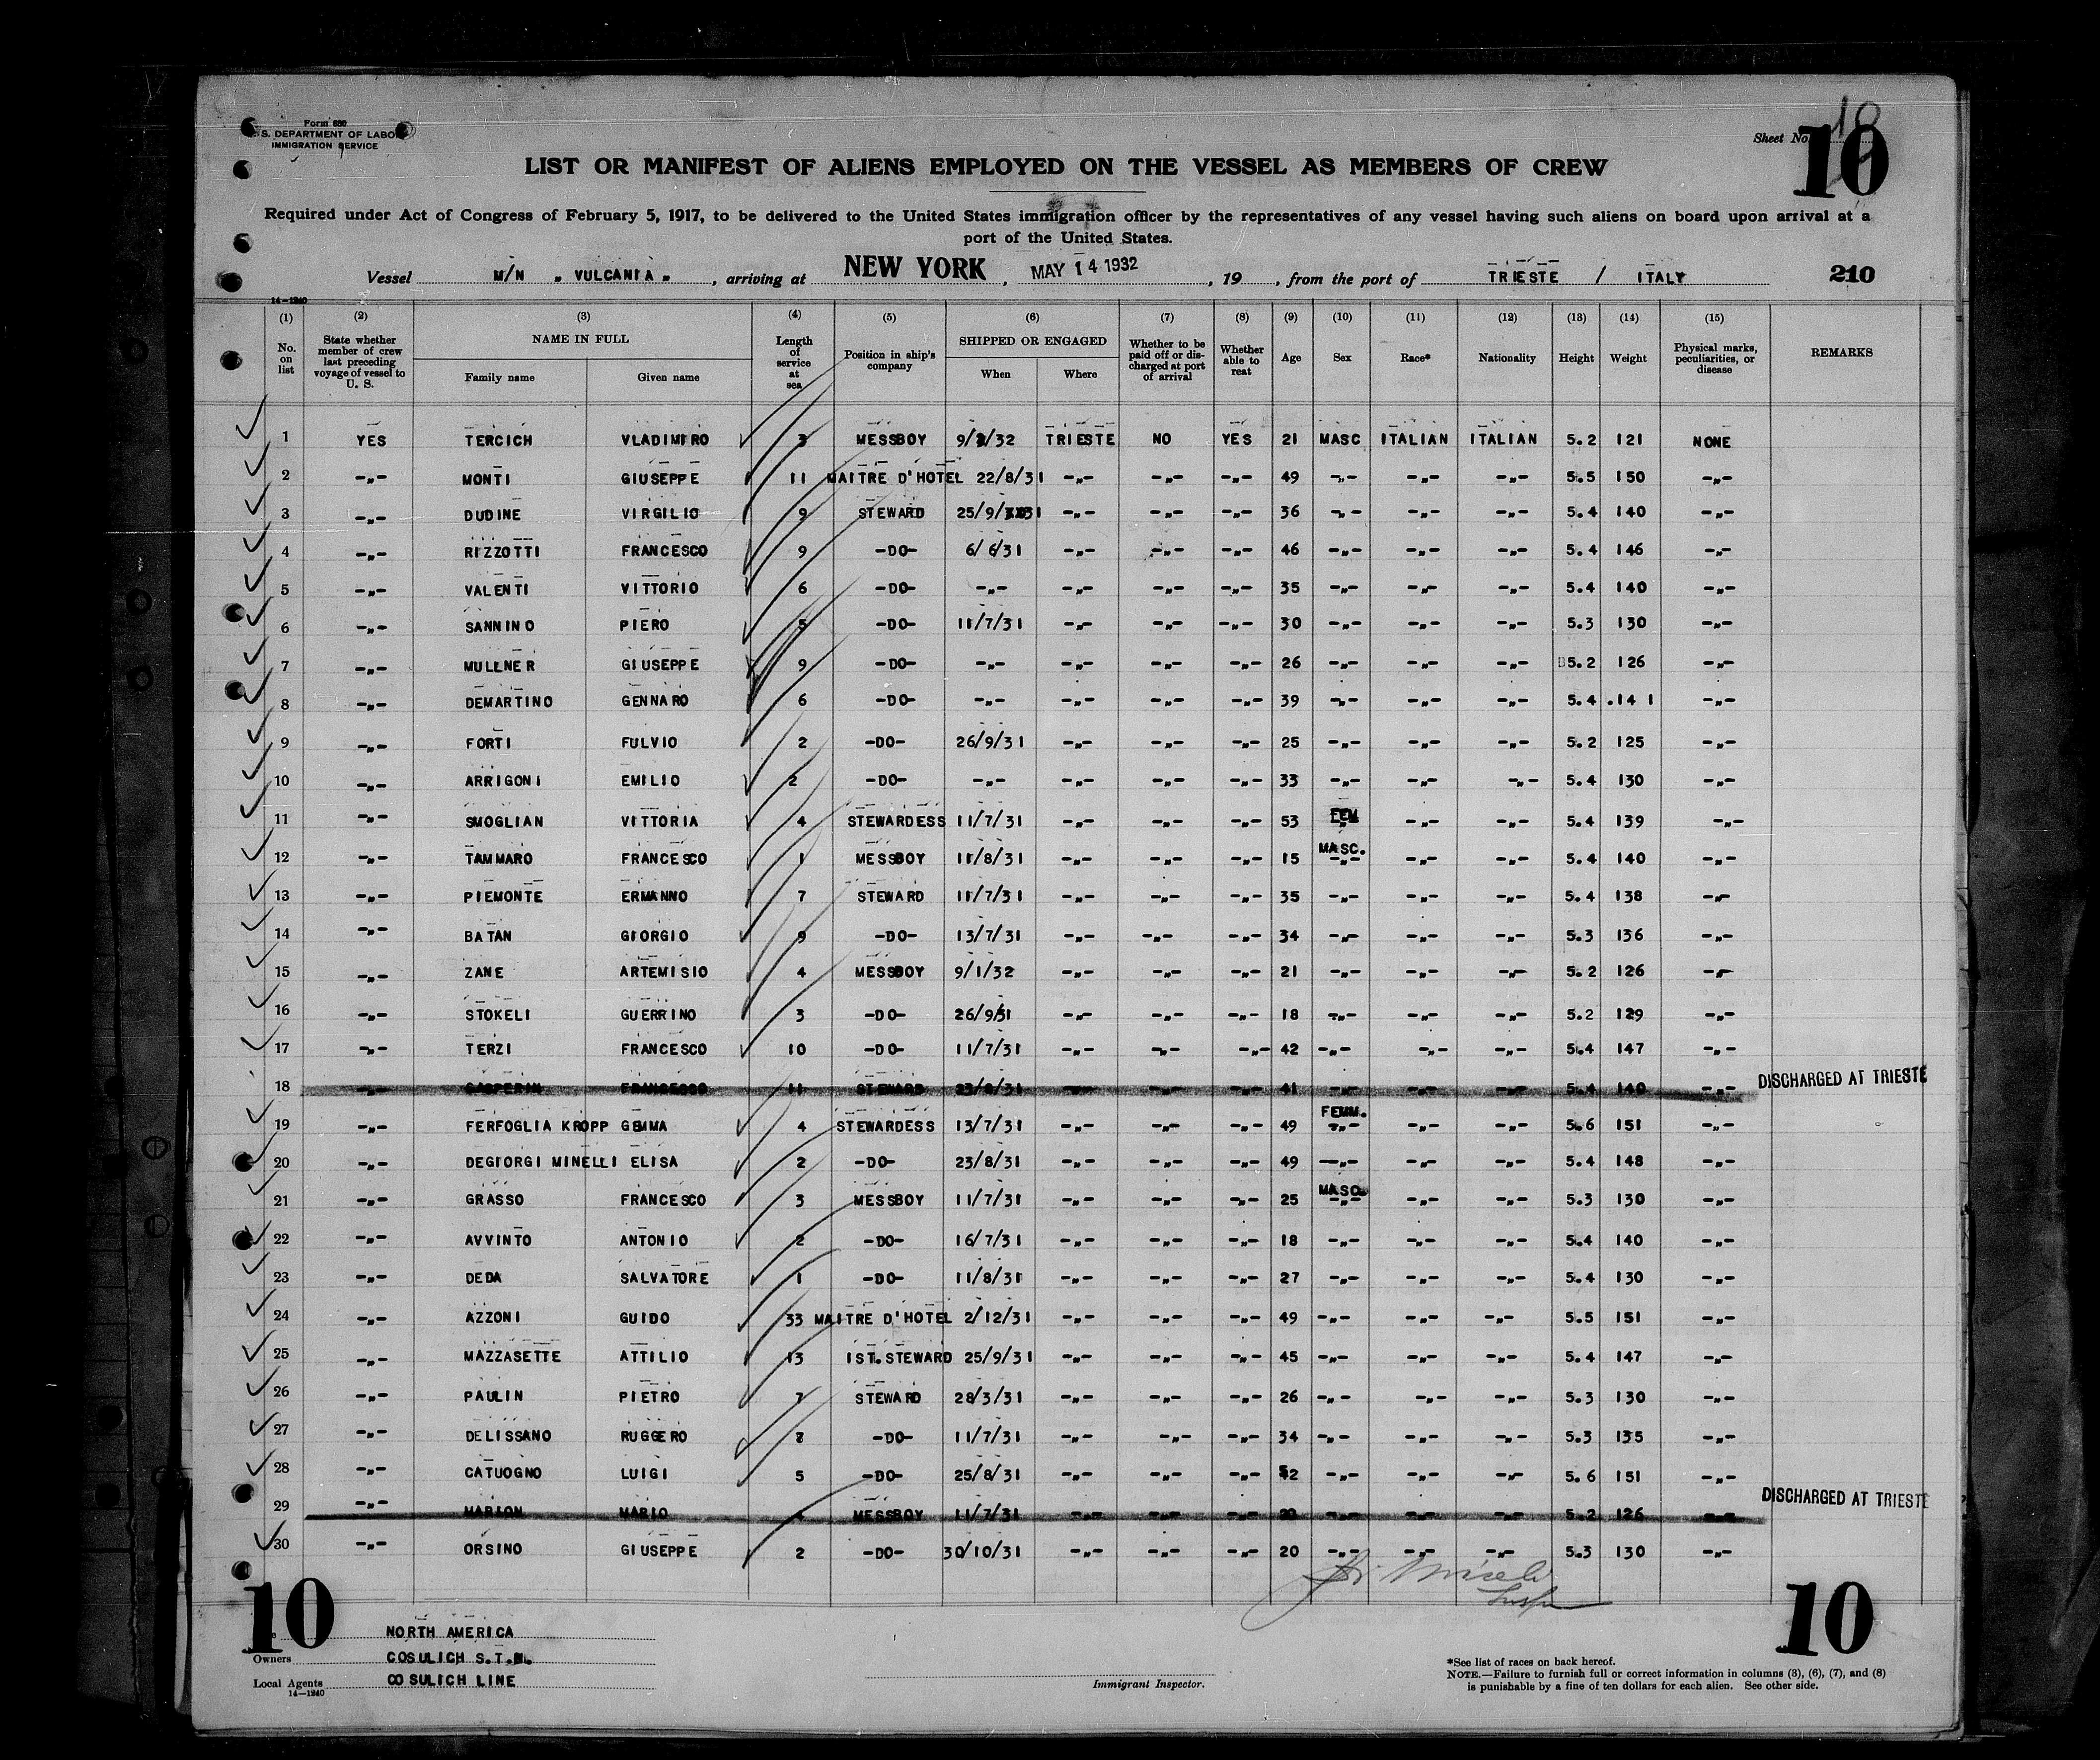 Form 680
U.S. DEPARTMENT OF LABOR
IMMIGRATION SERVICE
Sheet No. 10
10
LIST OR MANIFEST OF ALIENS EMPLOYED ON THE VESSEL AS MEMBERS OF CREW
Required under Act of Congress of February 5, 1917, to be delivered to the United States immigration officer by the representatives of any vessel having such aliens on board upon arrival at a
port of the United States.
Vessel M/N „ VULCANIA „ , arriving at NEW YORK , MAY 14 1932 , 19 , from the port of TRIESTE / ITALY 210
14-1240
(1) (2) (3) (4) (5) (6) (7) (8) (9) (10) (11) (12) (13) (14) (15)
No. on list State whether member of crew last preceding voyage of vessel to U. S. NAME IN FULL Family name Given name Length of service at sea Position in ship's company SHIPPED OR ENGAGED When Where Whether to be paid off or discharged at port of arrival Whether able to read Age Sex Race* Nationality Height Weight Physical marks, peculiarities, or disease REMARKS
1 YES TERCICH VLADIMIRO 3 MESSBOY 9/2/32 TRIESTE NO YES 21 MASC ITALIAN ITALIAN 5.2 121 NONE
2 -„- MONTI GIUSEPPE 11 MAITRE D'HOTEL 22/8/31 -„- -„- -„- 49 -„- -„- -„- 5.5 150 -„-
3 -„- DUDINE VIRGILIO 9 STEWARD 25/9/31 -„- -„- -„- 36 -„- -„- -„- 5.4 140 -„-
4 -„- RIZZOTTI FRANCESCO 9 -DO- 6/6/31 -„- -„- -„- 46 -„- -„- -„- 5.4 146 -„-
5 -„- VALENTI VITTORIO 6 -DO- -„- -„- -„- -„- 35 -„- -„- -„- 5.4 140 -„-
6 -„- SANNINO PIERO 5 -DO- 11/7/31 -„- -„- -„- 30 -„- -„- -„- 5.3 130 -„-
7 -„- MULLNER GIUSEPPE 9 -DO- -„- -„- -„- -„- 26 -„- -„- -„- 5.2 126 -„-
8 -„- DEMARTINO GENNARO 6 -DO- -„- -„- -„- -„- 39 -„- -„- -„- 5.4 .141 -„-
9 -„- FORTI FULVIO 2 -DO- 26/9/31 -„- -„- -„- 25 -„- -„- -„- 5.2 125 -„-
10 -„- ARRIGONI EMILIO 2 -DO- -„- -„- -„- -„- 33 -„- -„- -„- 5.4 130 -„-
11 -„- SMOGLIAN VITTORIA 4 STEWARDESS 11/7/31 -„- -„- -„- 53 FEM -„- -„- 5.4 139 -„-
12 -„- TAMMARO FRANCESCO 1 MESSBOY 11/8/31 -„- -„- -„- 15 MASC. -„- -„- -„- 5.4 140 -„-
13 -„- PIEMONTE ERMANNO 7 STEWARD 11/7/31 -„- -„- -„- 35 -„- -„- -„- 5.4 138 -„-
14 -„- BATAN GIORGIO 9 -DO- 13/7/31 -„- -„- -„- 34 -„- -„- -„- 5.3 136 -„-
15 -„- ZANE ARTEMISIO 4 MESSBOY 9/1/32 -„- -„- -„- 21 -„- -„- -„- 5.2 126 -„-
16 -„- STOKELI GUERRINO 3 -DO- 26/9/31 -„- -„- -„- 18 -„- -„- -„- 5.2 129 -„-
17 -„- TERZI FRANCESCO 10 -DO- 11/7/31 -„- -„- -„- 42 -„- -„- -„- 5.4 147 -„-
18 -„- GASPERIN FRANCESCO 11 STEWARD 23/8/31 -„- -„- -„- 41 -„- -„- -„- 5.4 140 -„- DISCHARGED AT TRIESTE
19 -„- FERFOGLIA KROPP GEMMA 4 STEWARDESS 13/7/31 -„- -„- -„- 49 FEMM. -„- -„- -„- 5.6 151 -„-
20 -„- DEGIORGI MINELLI ELISA 2 -DO- 23/8/31 -„- -„- -„- 49 -„- -„- -„- 5.4 148 -„-
21 -„- GRASSO FRANCESCO 3 MESSBOY 11/7/31 -„- -„- -„- 25 MASC. -„- -„- -„- 5.3 130 -„-
22 -„- AVVINTO ANTONIO 2 -DO- 16/7/31 -„- -„- -„- 18 -„- -„- -„- 5.4 140 -„-
23 -„- DEDA SALVATORE 1 -DO- 11/8/31 -„- -„- -„- 27 -„- -„- -„- 5.4 130 -„-
24 -„- AZZONI GUIDO 33 MAITRE D'HOTEL 2/12/31 -„- -„- -„- 49 -„- -„- -„- 5.5 151 -„-
25 -„- MAZZASETTE ATTILIO 13 IST.STEWARD 25/9/31 -„- -„- -„- 45 -„- -„- -„- 5.4 147 -„-
26 -„- PAULIN PIETRO 7 STEWARD 28/3/31 -„- -„- -„- 26 -„- -„- -„- 5.3 130 -„-
27 -„- DELISSANO RUGGERO 8 -DO- 11/7/31 -„- -„- -„- 34 -„- -„- -„- 5.3 135 -„-
28 -„- CATUOGNO LUIGI 5 -DO- 25/8/31 -„- -„- -„- 52 -„- -„- -„- 5.6 151 -„-
29 -„- MARION MARIO 4 MESSBOY 11/7/31 -„- -„- -„- 20 -„- -„- -„- 5.2 126 -„- DISCHARGED AT TRIESTE
30 -„- ORSINO GIUSEPPE 2 -DO- 30/10/31 -„- -„- -„- 20 -„- -„- -„- 5.3 130 -„-
10
10
NORTH AMERICA
Owners COSULICH S.T.N.
Local Agents COSULICH LINE
14-1240
Immigrant Inspector.
*See list of races on back hereof.
NOTE.—Failure to furnish full or correct information in columns (3), (6), (7), and (8)
is punishable by a fine of ten dollars for each alien. See other side.